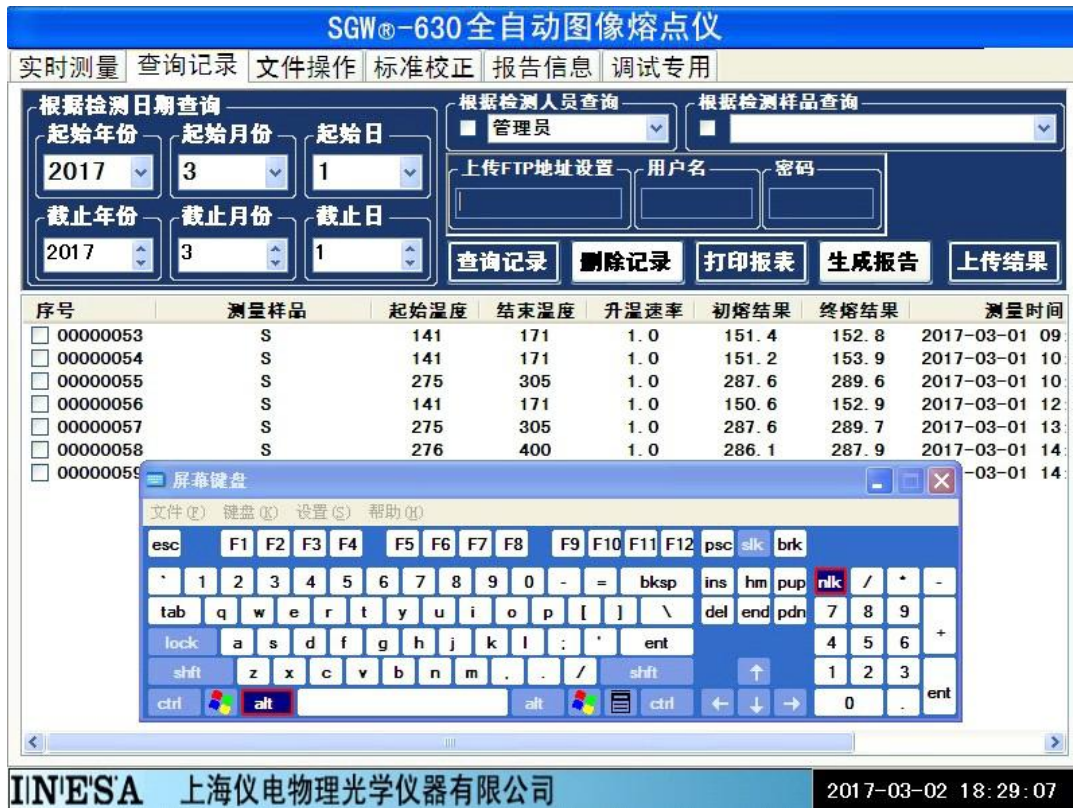 SGW®-630全自动图像熔点仪
实时测量 查询记录 文件操作 标准校正 报告信息 调试专用
根据检测日期查询 根据检测人员查询 根据检测样品查询
起始年份 起始月份 起始日 管理员
2017 3 1 上传FTP地址设置 用户名 密码
截止年份 截止月份 截止日
2017 3 1 查询记录 删除记录 打印报表 生成报告 上传结果
序号 测量样品 起始温度 结束温度 升温速率 初熔结果 终熔结果 测量时间
00000053 S 141 171 1.0 151.4 152.8 2017-03-01 09:
00000054 S 141 171 1.0 151.2 153.9 2017-03-01 10:
00000055 S 275 305 1.0 287.6 289.6 2017-03-01 10:
00000056 S 141 171 1.0 150.6 152.9 2017-03-01 12:
00000057 S 275 305 1.0 287.6 289.7 2017-03-01 13:
00000058 S 276 400 1.0 286.1 287.9 2017-03-01 14:
00000059 -03-01 14:
屏幕键盘
文件(F) 键盘(K) 设置(S) 帮助(H)
esc F1 F2 F3 F4 F5 F6 F7 F8 F9 F10 F11 F12 psc slk brk
` 1 2 3 4 5 6 7 8 9 0 - = bksp ins hm pup nlk / * -
tab q w e r t y u i o p [ ] \ del end pdn 7 8 9 +
lock a s d f g h j k l ; ' ent 4 5 6
shft z x c v b n m , . / shft ↑ 1 2 3 ent
ctrl alt alt ctrl ← ↓ → 0 .
INESA 上海仪电物理光学仪器有限公司 2017-03-02 18:29:07